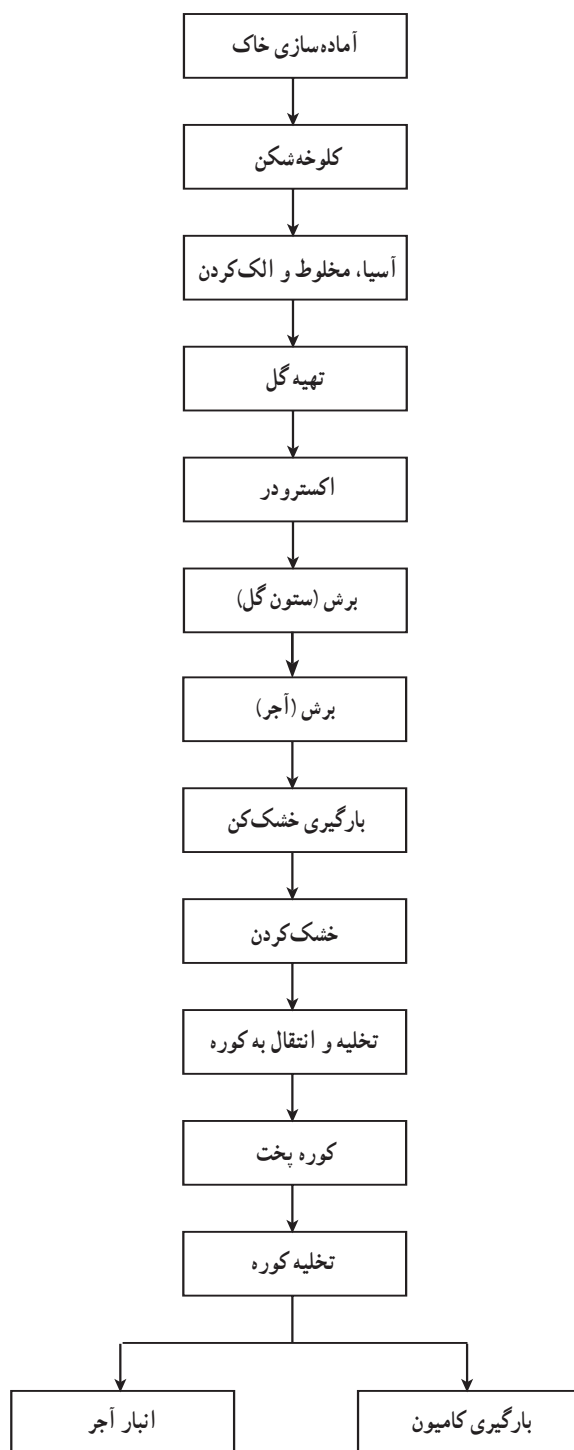 آماده‌سازی خاک
کلوخه‌شکن
آسیا، مخلوط و الک‌کردن
تهیه گل
اکسترودر
برش (ستون گل)
برش (آجر)
بارگیری خشک‌کن
خشک‌کردن
تخلیه و انتقال به کوره
کوره پخت
تخلیه کوره
بارگیری کامیون
انبار آجر